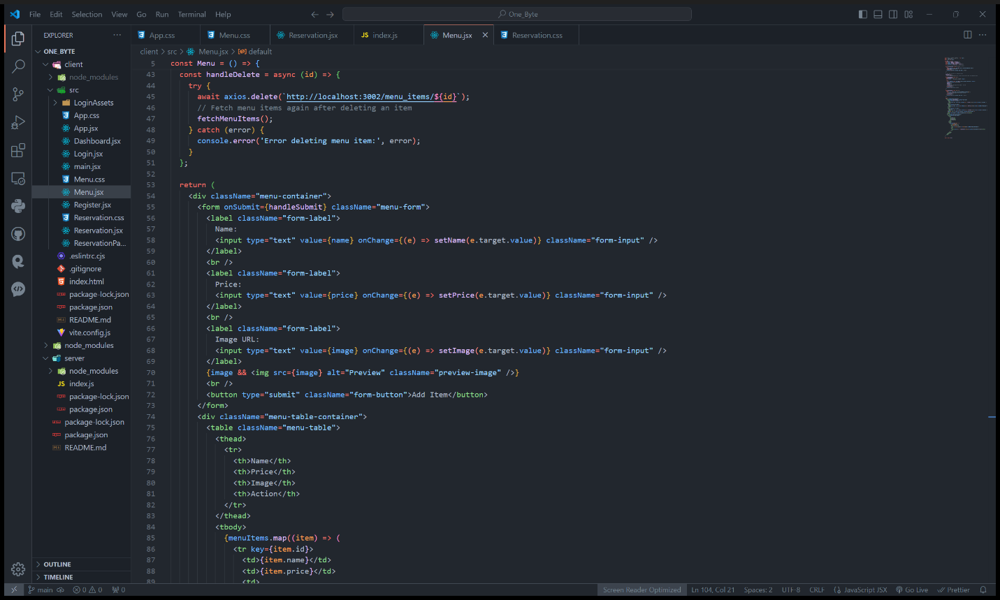 File Edit Selection View Go Run Terminal Help
One_Byte
EXPLORER
ONE_BYTE
client
node_modules
src
LoginAssets
App.css
App.jsx
Dashboard.jsx
Login.jsx
main.jsx
Menu.css
Menu.jsx
Register.jsx
Reservation.css
Reservation.jsx
ReservationPa...
.eslintrc.cjs
.gitignore
index.html
package-lock.json
package.json
README.md
vite.config.js
node_modules
server
node_modules
JS index.js
package-lock.json
package.json
package-lock.json
package.json
README.md
OUTLINE
TIMELINE
App.css Menu.css Reservation.jsx JS index.js Menu.jsx Reservation.css
client > src > Menu.jsx > default
5 const Menu = () => {
43 const handleDelete = async (id) => {
44 try {
45 await axios.delete(`http://localhost:3002/menu_items/${id}`);
46 // Fetch menu items again after deleting an item
47 fetchMenuItems();
48 } catch (error) {
49 console.error('Error deleting menu item:', error);
50 }
51 };
52
53 return (
54 <div className="menu-container">
55 <form onSubmit={handleSubmit} className="menu-form">
56 <label className="form-label">
57 Name:
58 <input type="text" value={name} onChange={(e) => setName(e.target.value)} className="form-input" />
59 </label>
60 <br />
61 <label className="form-label">
62 Price:
63 <input type="text" value={price} onChange={(e) => setPrice(e.target.value)} className="form-input" />
64 </label>
65 <br />
66 <label className="form-label">
67 Image URL:
68 <input type="text" value={image} onChange={(e) => setImage(e.target.value)} className="form-input" />
69 </label>
70 {image && <img src={image} alt="Preview" className="preview-image" />}
71 <br />
72 <button type="submit" className="form-button">Add Item</button>
73 </form>
74 <div className="menu-table-container">
75 <table className="menu-table">
76 <thead>
77 <tr>
78 <th>Name</th>
79 <th>Price</th>
80 <th>Image</th>
81 <th>Action</th>
82 </tr>
83 </thead>
84 <tbody>
85 {menuItems.map((item) => (
86 <tr key={item.id}>
87 <td>{item.name}</td>
88 <td>{item.price}</td>
89 <td>
main 0 0 0 Screen Reader Optimized Ln 104, Col 21 Spaces: 2 UTF-8 CRLF JavaScript JSX Go Live Prettier